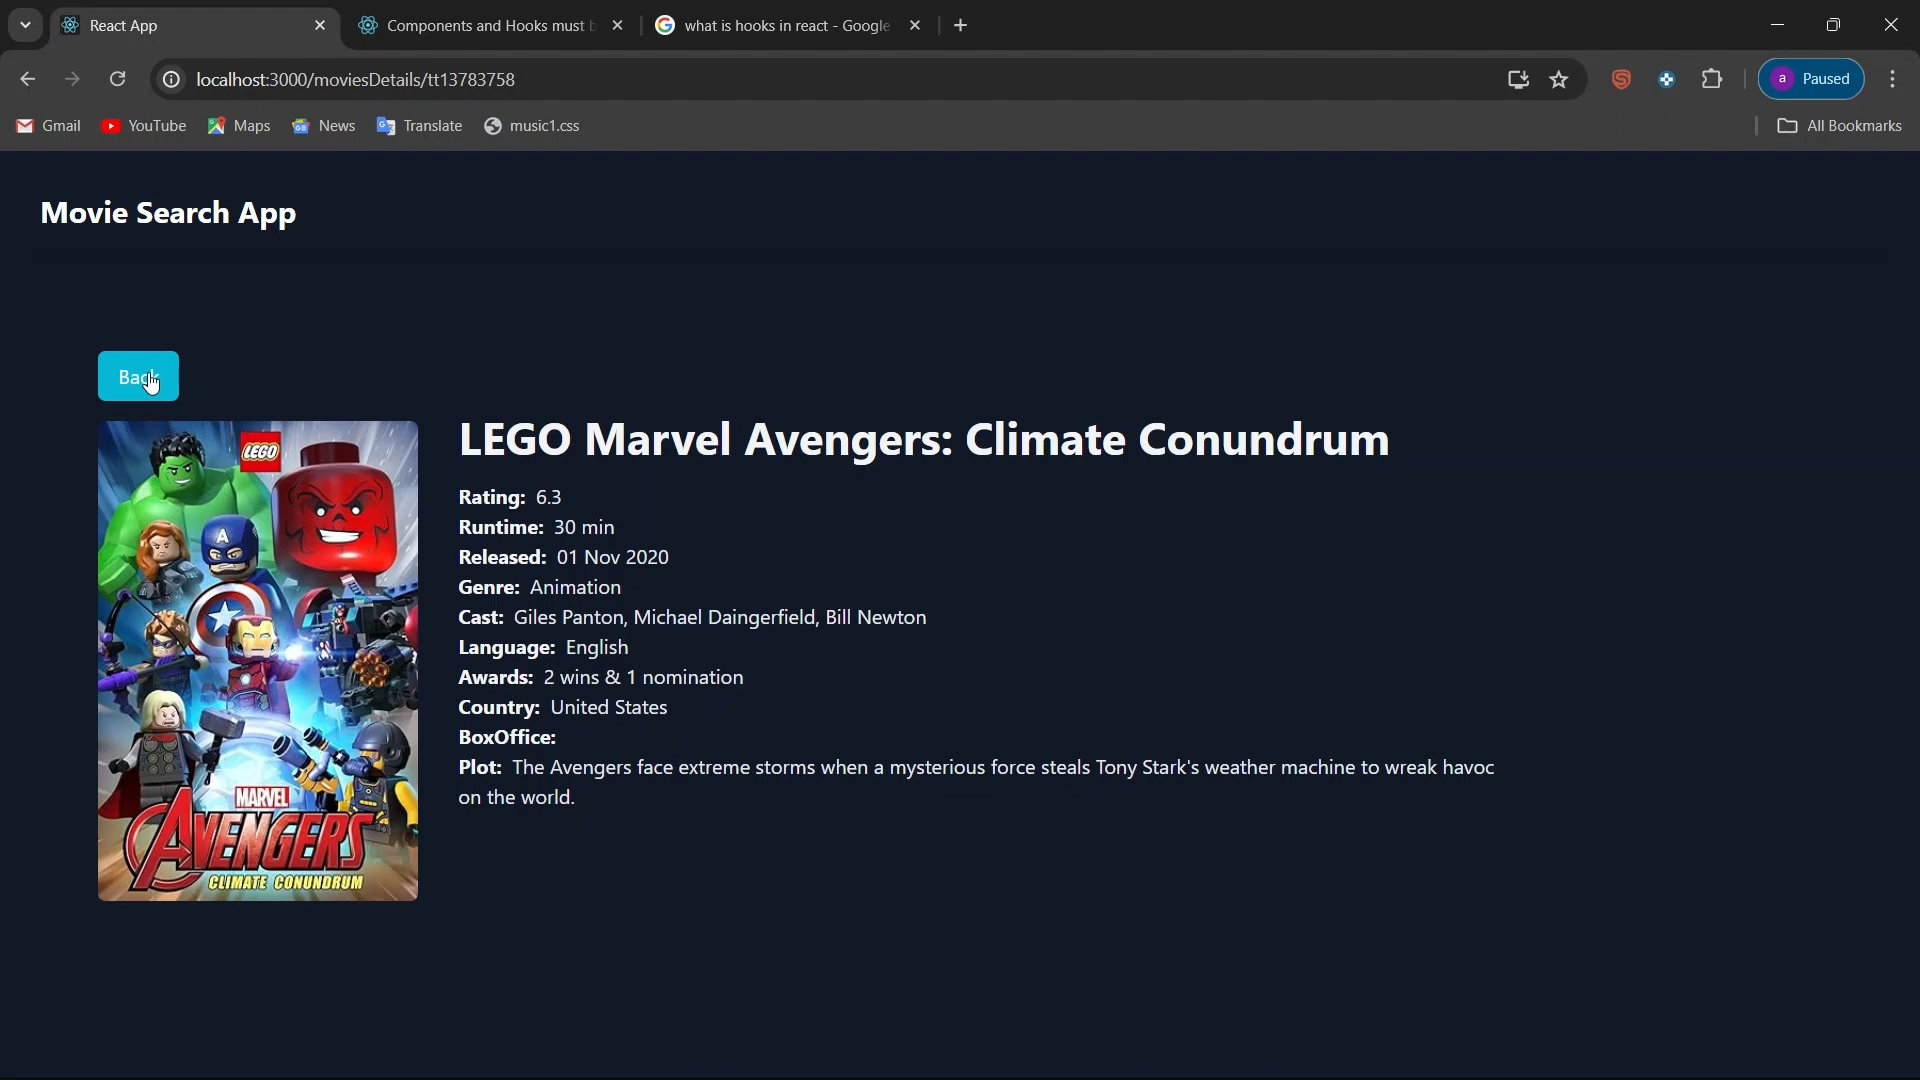 React App
Components and Hooks must b
what is hooks in react - Google
localhost:3000/moviesDetails/tt13783758
a Paused
Gmail YouTube Maps News Translate music1.css All Bookmarks
Movie Search App
Back
LEGO
MARVEL
AVENGERS
CLIMATE CONUNDRUM
LEGO Marvel Avengers: Climate Conundrum
Rating: 6.3
Runtime: 30 min
Released: 01 Nov 2020
Genre: Animation
Cast: Giles Panton, Michael Daingerfield, Bill Newton
Language: English
Awards: 2 wins & 1 nomination
Country: United States
BoxOffice:
Plot: The Avengers face extreme storms when a mysterious force steals Tony Stark's weather machine to wreak havoc
on the world.